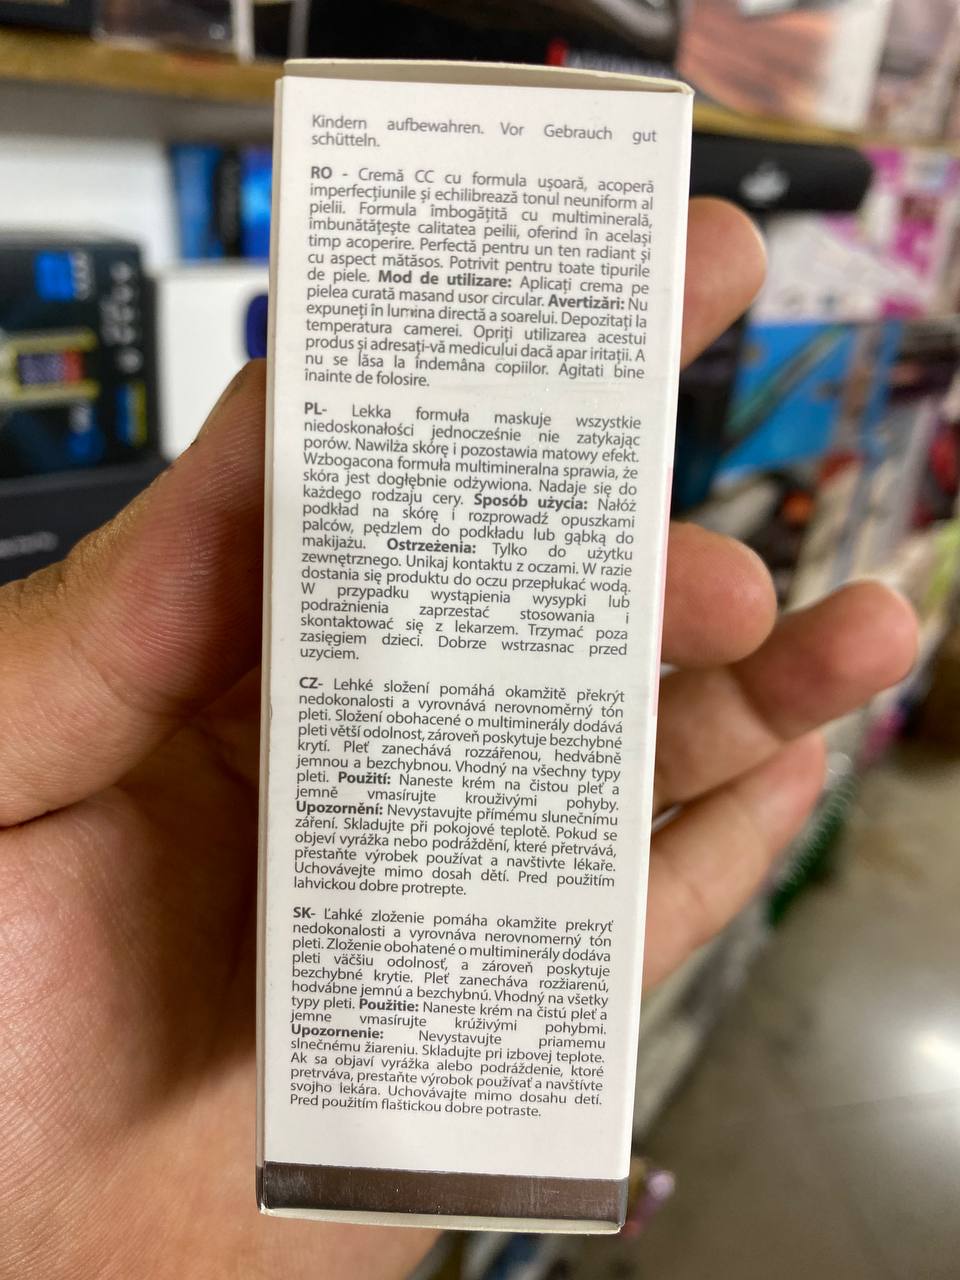 Kindern aufbewahren. Vor Gebrauch gut
schütteln.
RO - Cremă CC cu formula ușoară, acoperă
imperfecțiunile și echilibrează tonul neuniform al
pielii. Formula îmbogățită cu multiminerală,
îmbunătățește calitatea peilii, oferind în același
timp acoperire. Perfectă pentru un ten radiant și
cu aspect mătăsos. Potrivit pentru toate tipurile
de piele. Mod de utilizare: Aplicați crema pe
pielea curată masand usor circular. Avertizări: Nu
expuneți în lumina directă a soarelui. Depozitați la
temperatura camerei. Opriți utilizarea acestui
produs și adresați-vă medicului dacă apar iritații. A
nu se lăsa la îndemâna copiilor. Agitati bine
înainte de folosire.
PL- Lekka formuła maskuje wszystkie
niedoskonałości jednocześnie nie zatykając
porów. Nawilża skórę i pozostawia matowy efekt.
Wzbogacona formuła multimineralna sprawia, że
skóra jest dogłębnie odżywiona. Nadaje się do
każdego rodzaju cery. Sposób użycia: Nałóż
podkład na skórę i rozprowadź opuszkami
palców, pędzlem do podkładu lub gąbką do
makijażu. Ostrzeżenia: Tylko do użytku
zewnętrznego. Unikaj kontaktu z oczami. W razie
dostania się produktu do oczu przepłukać wodą.
W przypadku wystąpienia wysypki lub
podrażnienia zaprzestać stosowania i
skontaktować się z lekarzem. Trzymać poza
zasięgiem dzieci. Dobrze wstrzasnac przed
uzyciem.
CZ- Lehké složení pomáhá okamžitě překrýt
nedokonalosti a vyrovnává nerovnoměrný tón
pleti. Složení obohacené o multiminerály dodává
pleti větší odolnost, zároveň poskytuje bezchybné
krytí. Pleť zanechává rozzářenou, hedvábně
jemnou a bezchybnou. Vhodný na všechny typy
pleti. Použití: Naneste krém na čistou pleť a
jemně vmasírujte krouživými pohyby.
Upozornění: Nevystavujte přímému slunečnímu
záření. Skladujte při pokojové teplotě. Pokud se
objeví vyrážka nebo podráždění, které přetrvává,
přestaňte výrobek používat a navštivte lékaře.
Uchovávejte mimo dosah dětí. Pred použitím
lahvickou dobre protrepte.
SK- Ľahké zloženie pomáha okamžite prekryť
nedokonalosti a vyrovnáva nerovnomerný tón
pleti. Zloženie obohatené o multiminerály dodáva
pleti väčšiu odolnosť, a zároveň poskytuje
bezchybné krytie. Pleť zanecháva rozžiarenú,
hodvábne jemnú a bezchybnú. Vhodný na všetky
typy pleti. Použitie: Naneste krém na čistú pleť a
jemne vmasírujte krúživými pohybmi.
Upozornenie: Nevystavujte priamemu
slnečnému žiareniu. Skladujte pri izbovej teplote.
Ak sa objaví vyrážka alebo podráždenie, ktoré
pretrváva, prestaňte výrobok používať a navštívte
svojho lekára. Uchovávajte mimo dosahu detí.
Pred použitím flaštickou dobre potraste.